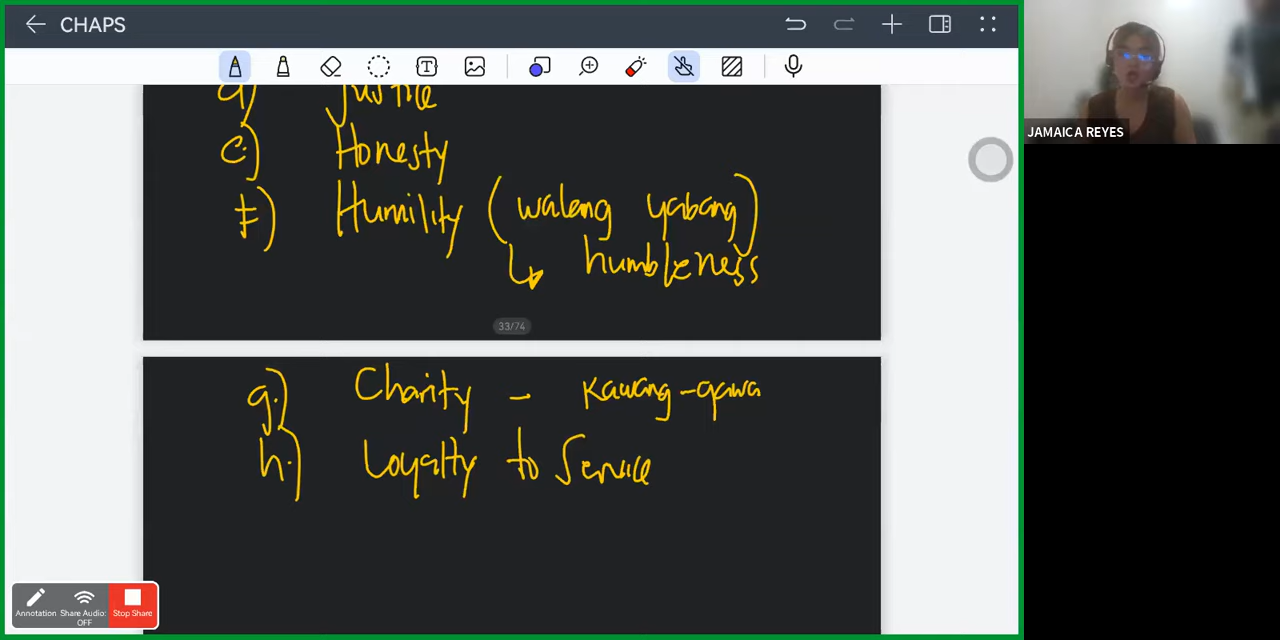 CHAPS
d) Justice
e.) Honesty
F) Humility (walang yabang)
↳ humbleness
33/74
g.) Charity - Kawang-gawa
h.) Loyalty to Service
JAMAICA REYES
Annotation
Share Audio: OFF
Stop Share